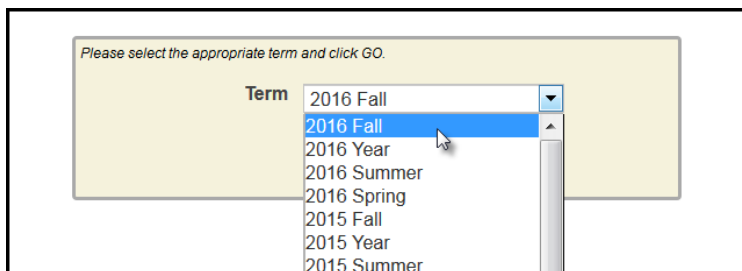 Please select the appropriate term and click GO.
Term 2016 Fall
2016 Fall
2016 Year
2016 Summer
2016 Spring
2015 Fall
2015 Year
2015 Summer